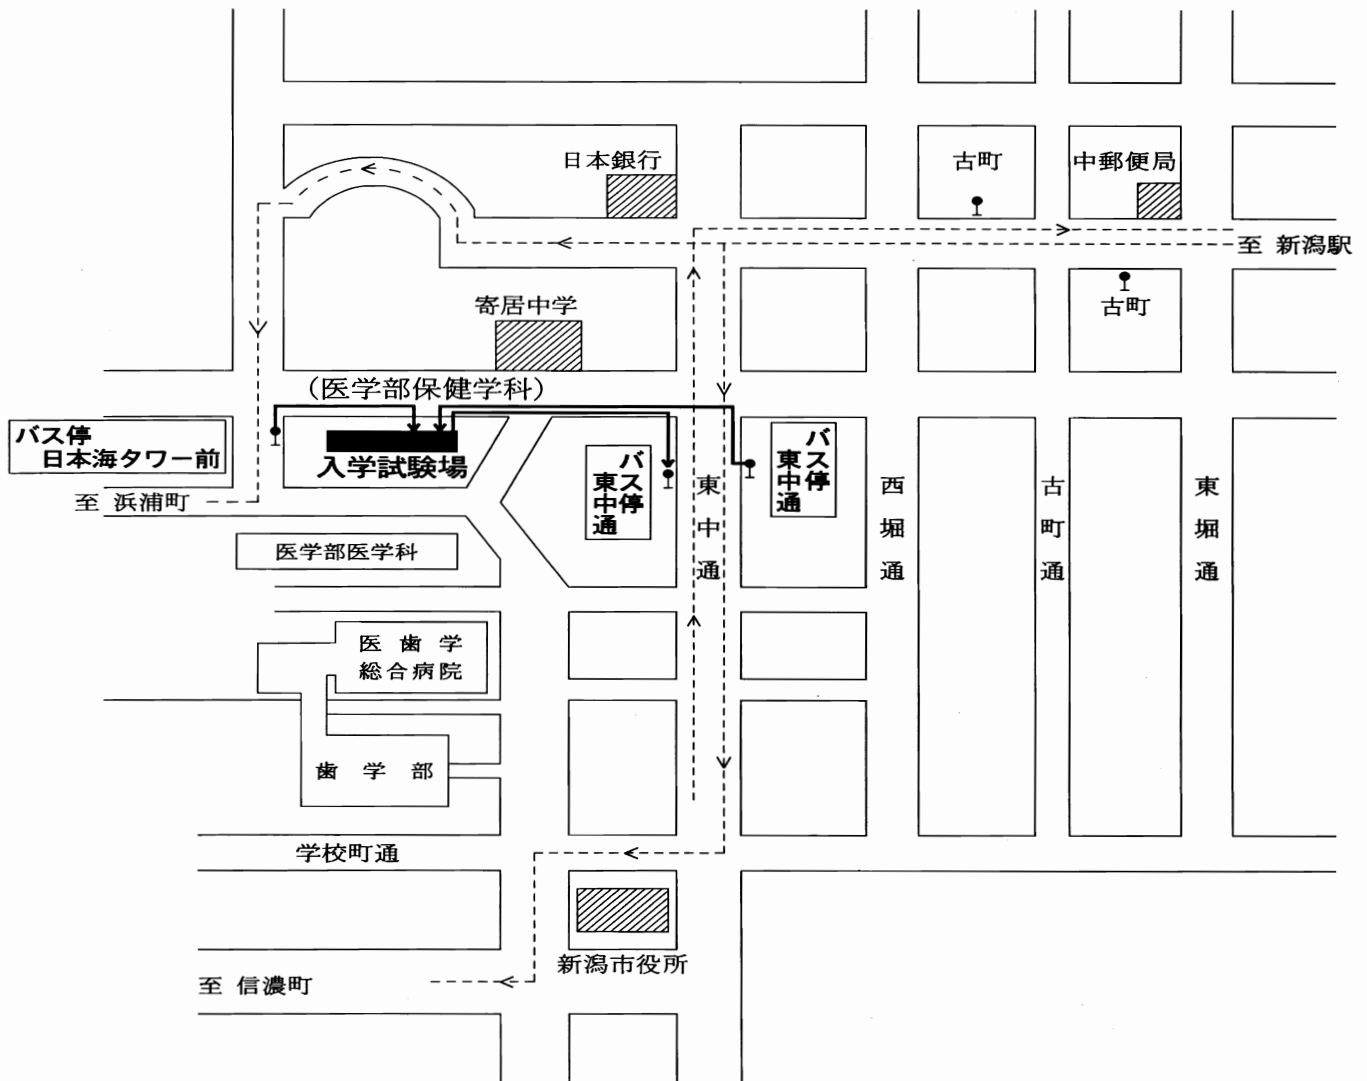 日本銀行
古町
中郵便局
至 新潟駅
古町
寄居中学
(医学部保健学科)
バス停
日本海タワー前
入学試験場
バス停
東中通
東中通
バス停
東中通
西堀通
古町通
東堀通
至 浜浦町
医学部医学科
医歯学
総合病院
歯学部
学校町通
新潟市役所
至 信濃町